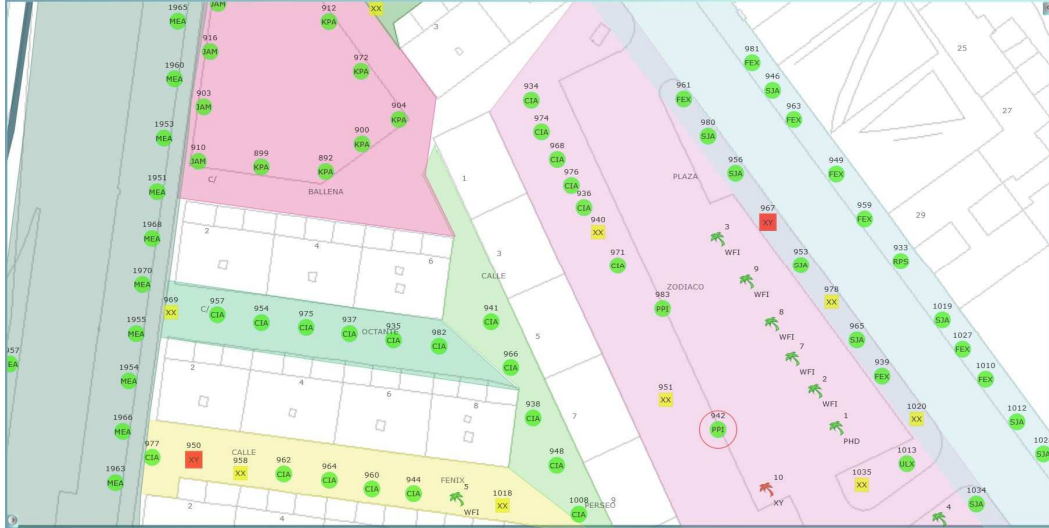 1965
MEA
JAM
912
KPA
XX
3
916
JAM
972
KPA
1960
MEA
903
JAM
904
KPA
900
KPA
1953
MEA
910
JAM
899
KPA
892
KPA
C/
BALLENA
1951
MEA
1968
MEA
2
4
6
1970
MEA
969
XX
C/
957
CIA
954
CIA
975
CIA
937
CIA
935
CIA
OCTANTE
982
CIA
1955
MEA
957
EA
1954
MEA
2
4
6
8
1966
MEA
977
CIA
950
XY
CALLE
958
XX
962
CIA
964
CIA
960
CIA
944
CIA
FENIX
5
WFI
1018
XX
1963
MEA
2
4
1
3
CALLE
941
CIA
5
966
CIA
938
CIA
7
948
CIA
1008
CIA
PERSEO
9
934
CIA
974
CIA
968
CIA
976
CIA
936
CIA
940
XX
971
CIA
PLAZA
ZODIACO
983
PPI
951
XX
942
PPI
981
FEX
946
SJA
961
FEX
963
FEX
980
SJA
956
SJA
949
FEX
967
XY
959
FEX
3
WFI
953
SJA
933
RPS
9
WFI
978
XX
8
WFI
965
SJA
1019
SJA
7
WFI
939
FEX
1027
FEX
2
WFI
1010
FEX
1
PHD
1020
XX
1012
SJA
1013
ULX
SJA
10
XY
1035
XX
1034
SJA
4
25
27
29